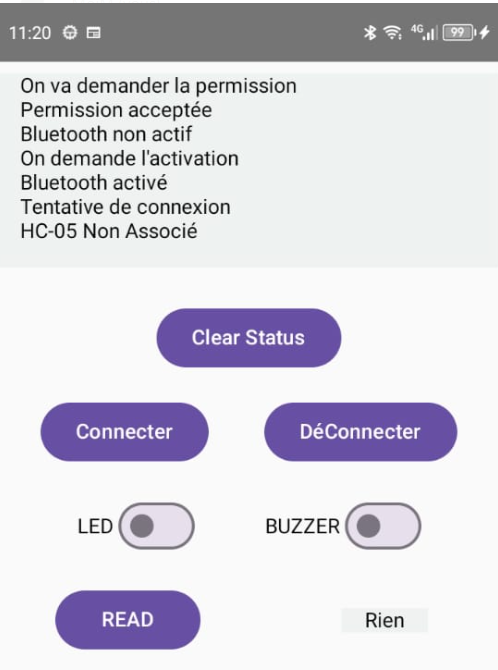 11:20 4G 99
On va demander la permission
Permission acceptée
Bluetooth non actif
On demande l'activation
Bluetooth activé
Tentative de connexion
HC-05 Non Associé
Clear Status
Connecter DéConnecter
LED BUZZER
READ Rien